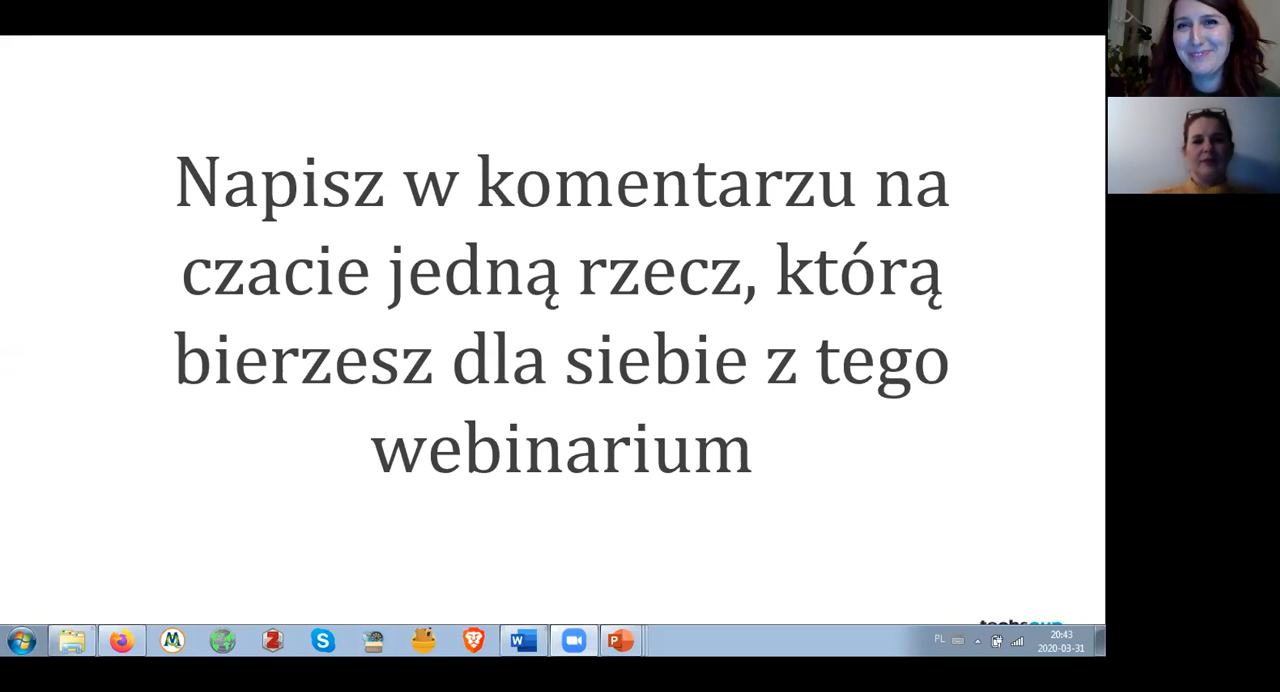 Napisz w komentarzu na
czacie jedną rzecz, którą
bierzesz dla siebie z tego
webinarium
PL
20:43
2020-03-31